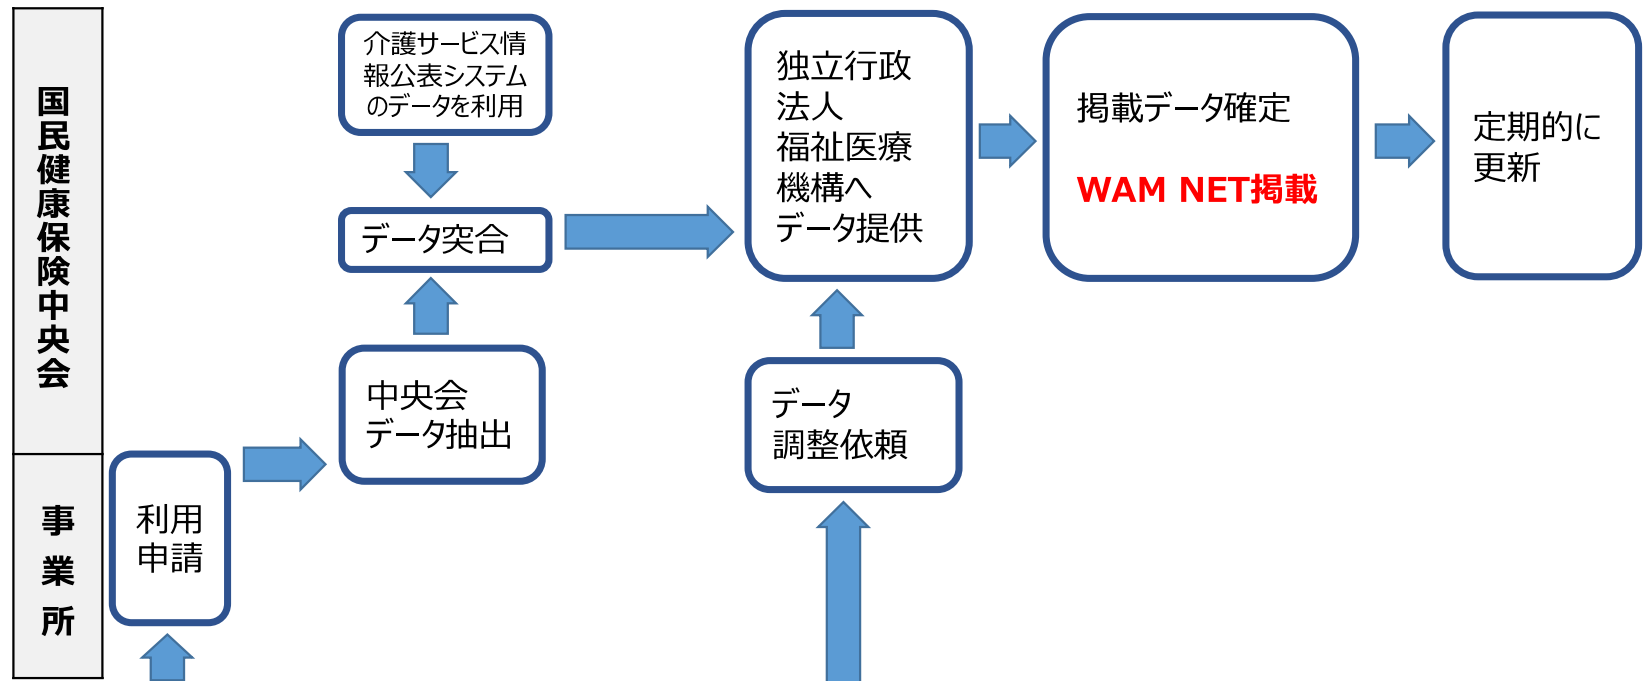 国民健康保険中央会
介護サービス情
報公表システム
のデータを利用
データ突合
中央会
データ抽出
独立行政
法人
福祉医療
機構へ
データ提供
データ
調整依頼
掲載データ確定
WAM NET掲載
定期的に
更新
事業所
利用
申請